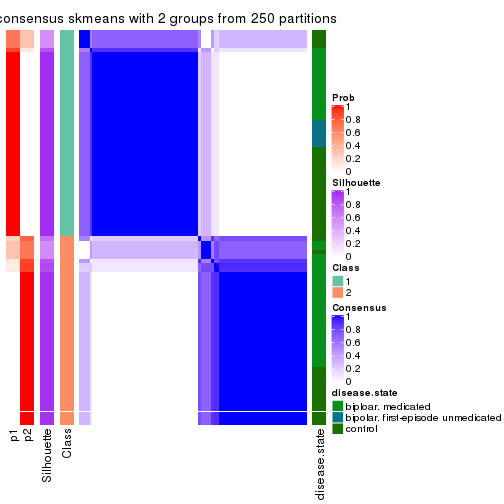 consensus skmeans with 2 groups from 250 partitions
Prob
1
0.8
0.6
0.4
0.2
0
Silhouette
1
0.8
0.6
0.4
0.2
0
Class
1
2
Consensus
1
0.8
0.6
0.4
0.2
0
disease.state
biploar, medicated
bipolar, first-episode unmedicated
control
p1
p2
Silhouette
Class
disease.state